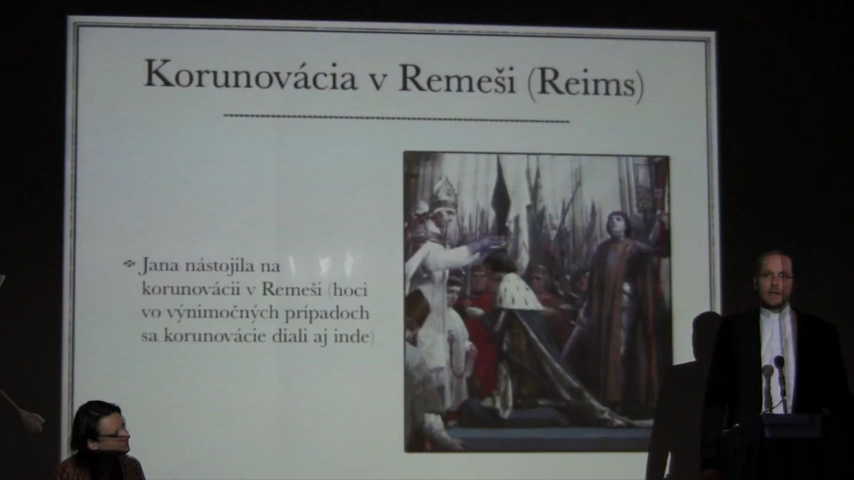 Korunovácia v Remeši (Reims)
Jana nástojila na
korunovácii v Remeši (hoci
vo výnimočných prípadoch
sa korunovácie diali aj inde)